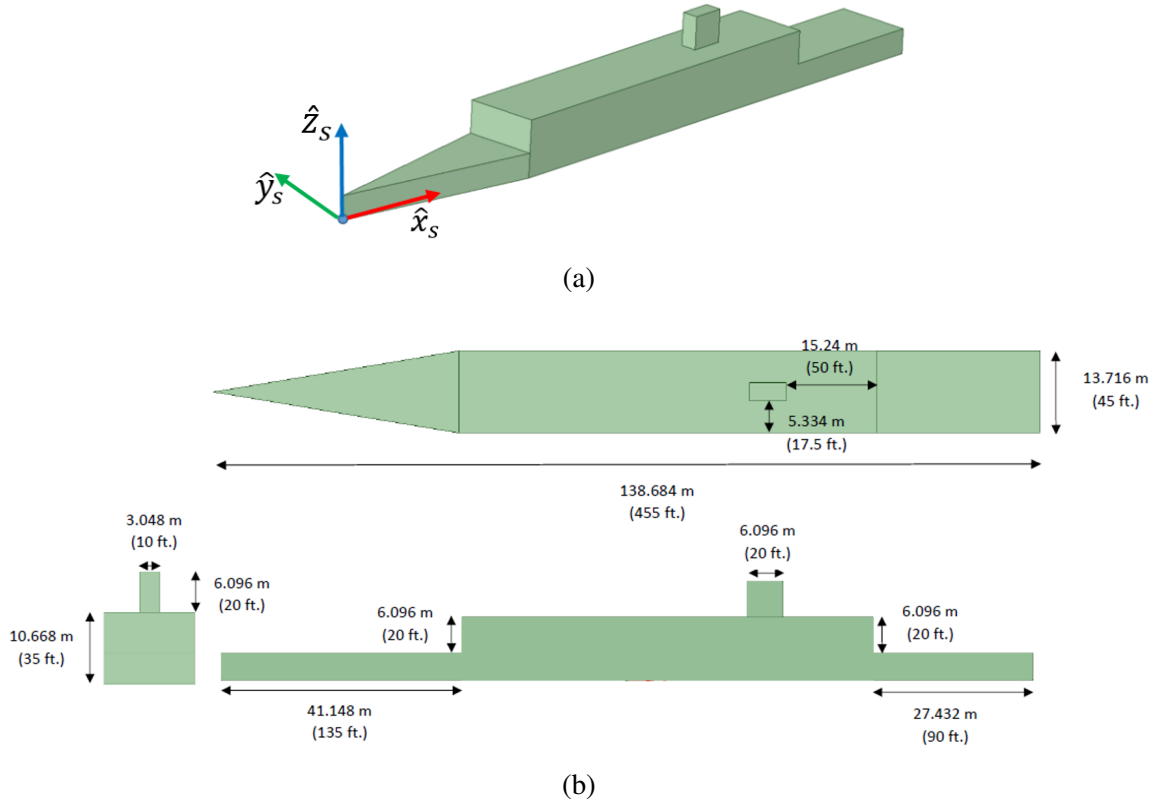 ẑₛ
ŷₛ
x̂ₛ
(a)
15.24 m
(50 ft.)
13.716 m
(45 ft.)
5.334 m
(17.5 ft.)
138.684 m
(455 ft.)
3.048 m
(10 ft.)
6.096 m
(20 ft.)
6.096 m
(20 ft.)
6.096 m
(20 ft.)
6.096 m
(20 ft.)
10.668 m
(35 ft.)
41.148 m
(135 ft.)
27.432 m
(90 ft.)
(b)